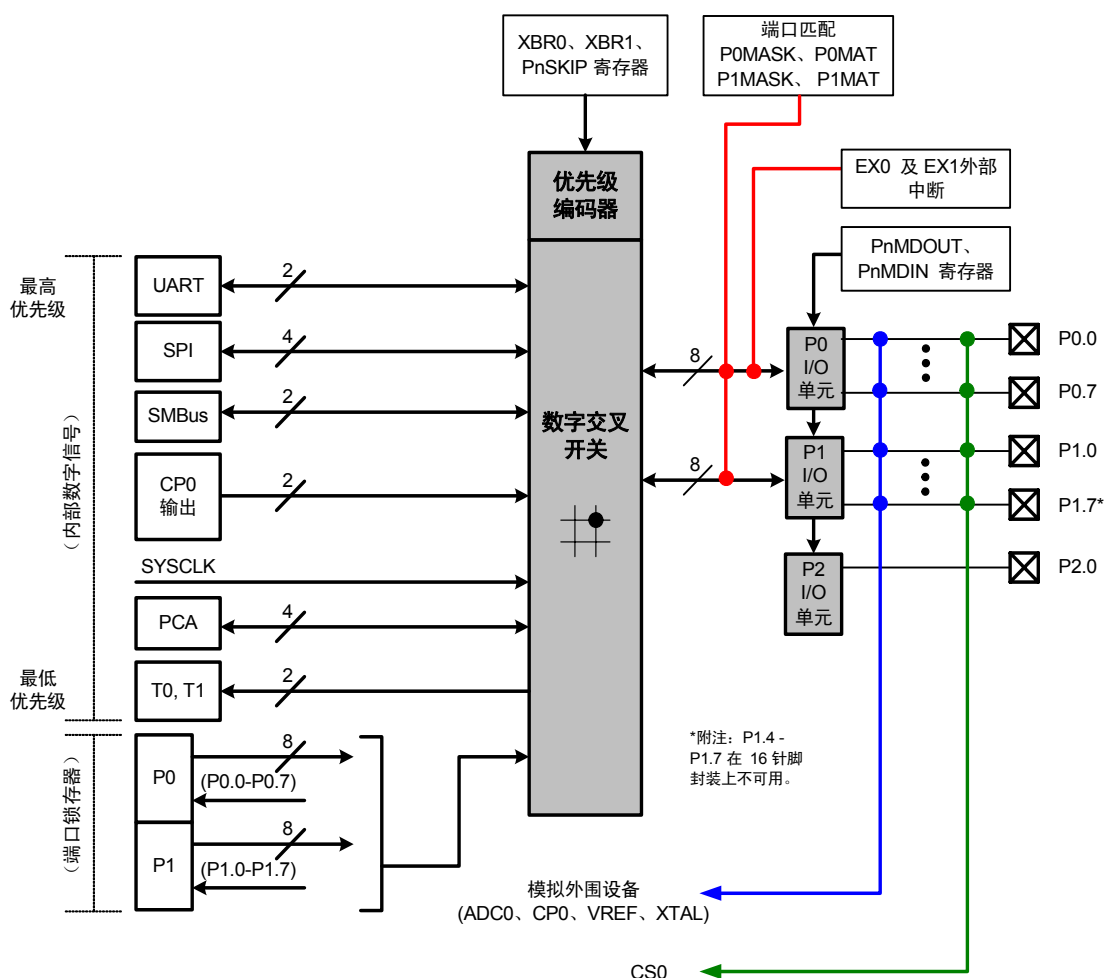 XBR0、XBR1、
PnSKIP 寄存器
端口匹配
P0MASK、P0MAT
P1MASK、 P1MAT
优先级
编码器
EX0 及 EX1外部
中断
PnMDOUT、
PnMDIN 寄存器
最高
优先级
(内部数字信号)
UART
2
SPI
4
SMBus
2
CP0
输出
2
SYSCLK
PCA
4
最低
优先级
T0, T1
2
数字交叉
开关
8
8
P0
I/O
单元
P1
I/O
单元
P2
I/O
单元
P0.0
P0.7
P1.0
P1.7*
P2.0
(端口锁存器)
P0
8
(P0.0-P0.7)
P1
8
(P1.0-P1.7)
*附注：P1.4 -
P1.7 在 16 针脚
封装上不可用。
模拟外围设备
(ADC0、CP0、VREF、XTAL)
CS0